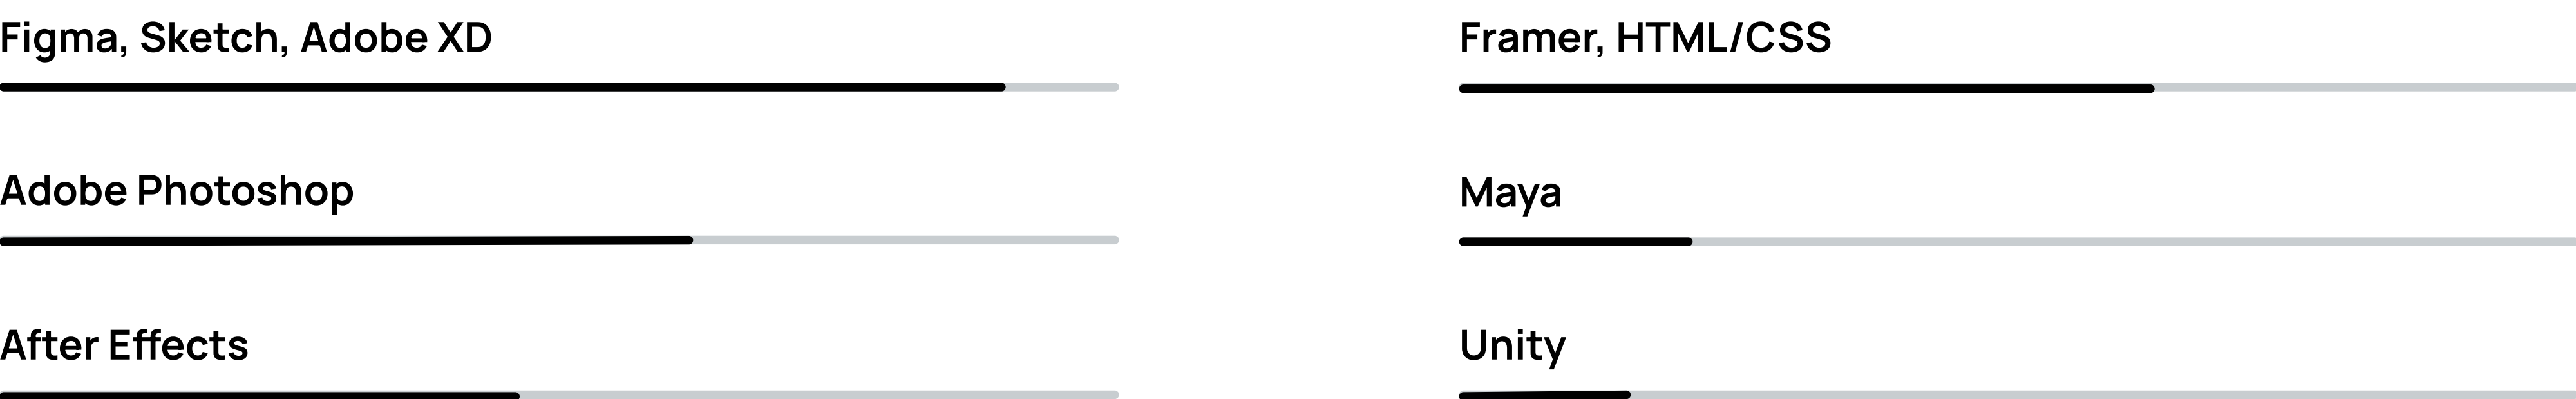 Figma, Sketch, Adobe XD
Framer, HTML/CSS
Adobe Photoshop
Maya
After Effects
Unity